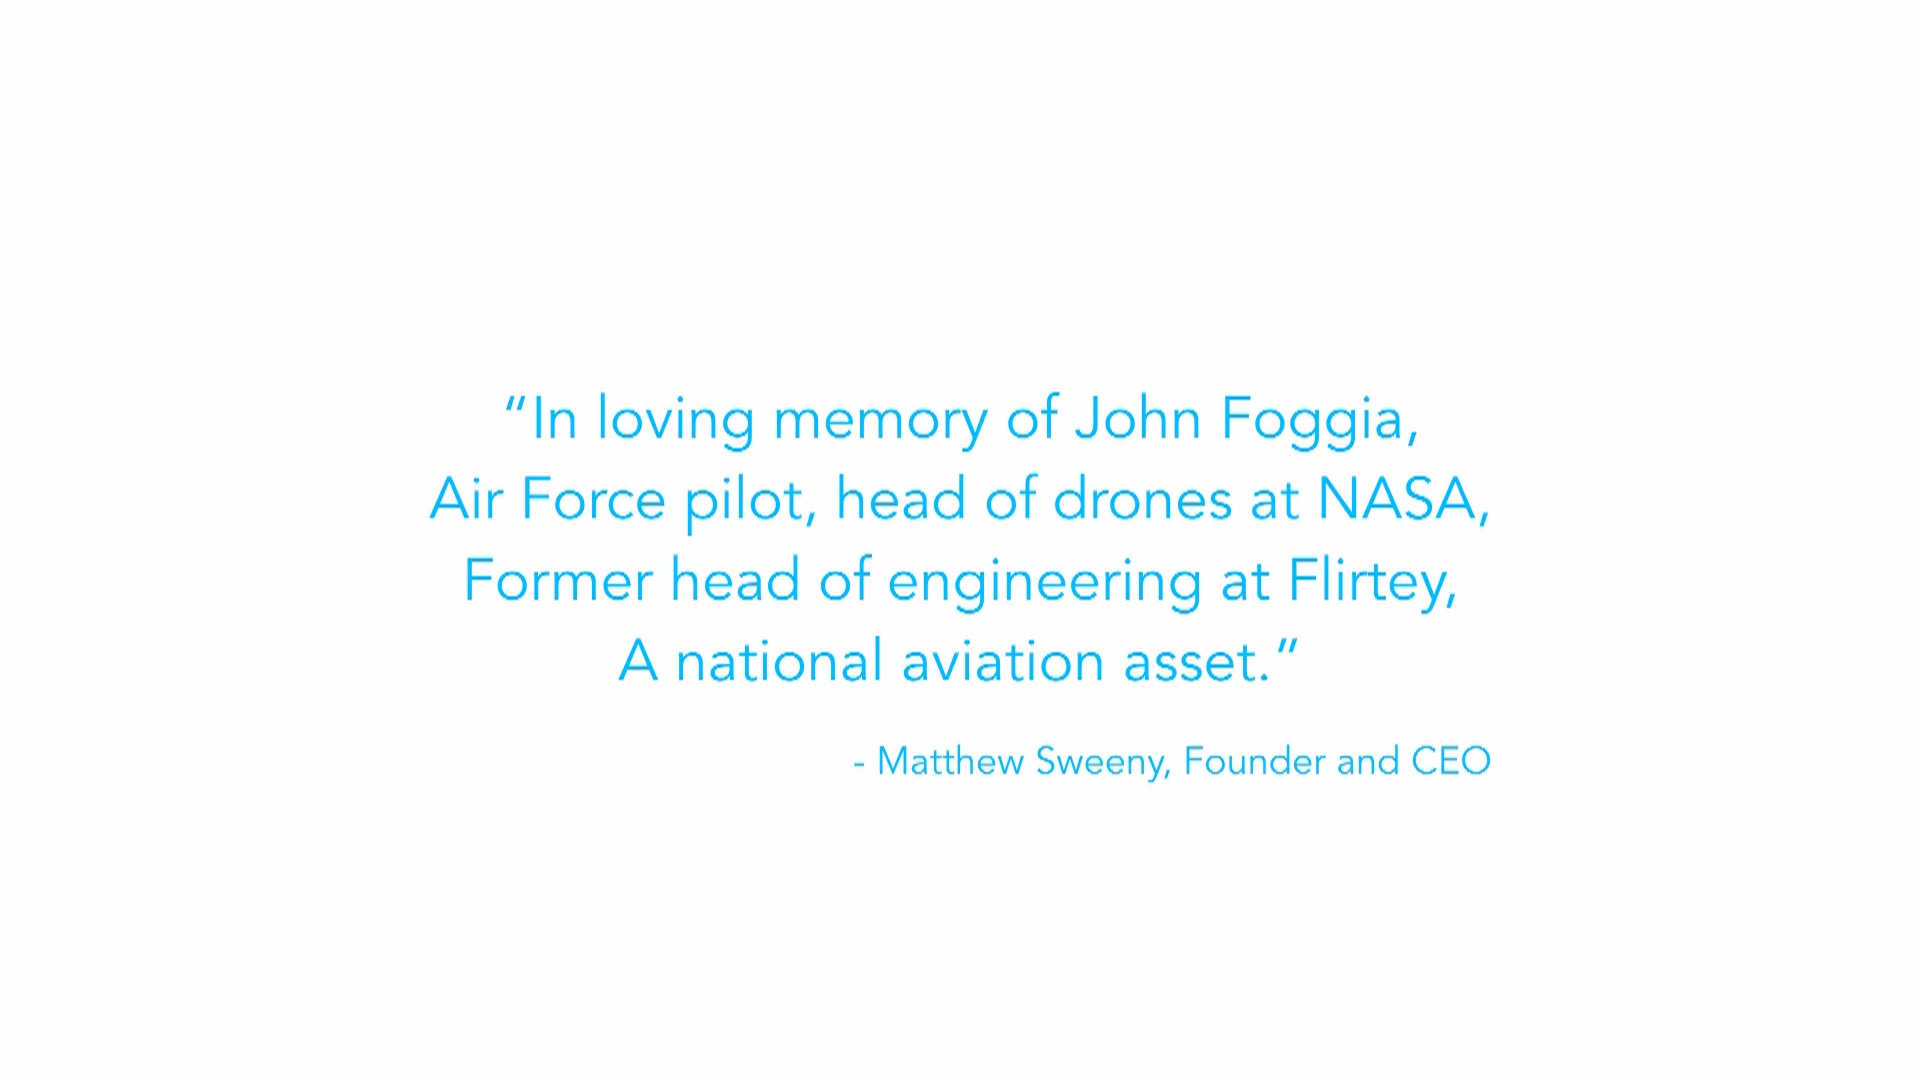 “In loving memory of John Foggia,
Air Force pilot, head of drones at NASA,
Former head of engineering at Flirtey,
A national aviation asset.”
- Matthew Sweeny, Founder and CEO